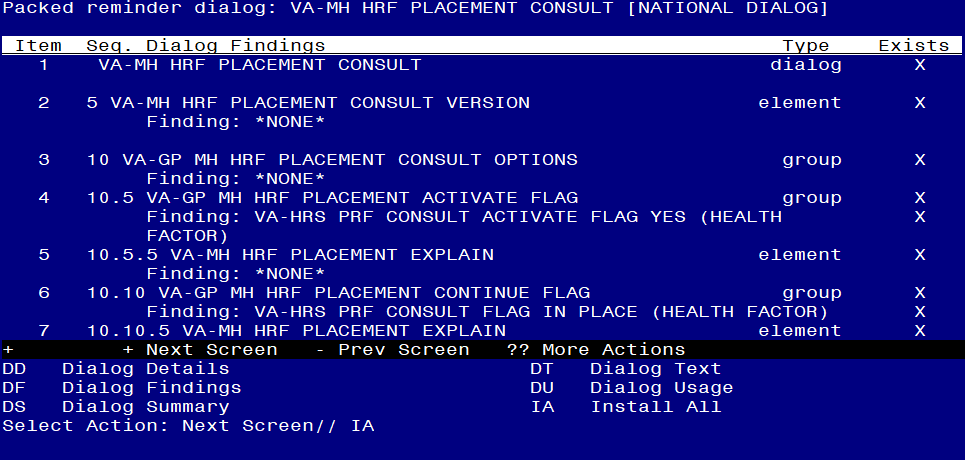 Packed reminder dialog: VA-MH HRF PLACEMENT CONSULT [NATIONAL DIALOG]
Item Seq. Dialog Findings Type Exists
1 VA-MH HRF PLACEMENT CONSULT dialog X
2 5 VA-MH HRF PLACEMENT CONSULT VERSION element X
Finding: *NONE*
3 10 VA-GP MH HRF PLACEMENT CONSULT OPTIONS group X
Finding: *NONE*
4 10.5 VA-GP MH HRF PLACEMENT ACTIVATE FLAG group X
Finding: VA-HRS PRF CONSULT ACTIVATE FLAG YES (HEALTH X
FACTOR)
5 10.5.5 VA-MH HRF PLACEMENT EXPLAIN element X
Finding: *NONE*
6 10.10 VA-GP MH HRF PLACEMENT CONTINUE FLAG group X
Finding: VA-HRS PRF CONSULT FLAG IN PLACE (HEALTH FACTOR) X
7 10.10.5 VA-MH HRF PLACEMENT EXPLAIN element X
+ + Next Screen - Prev Screen ?? More Actions
DD Dialog Details DT Dialog Text
DF Dialog Findings DU Dialog Usage
DS Dialog Summary IA Install All
Select Action: Next Screen// IA